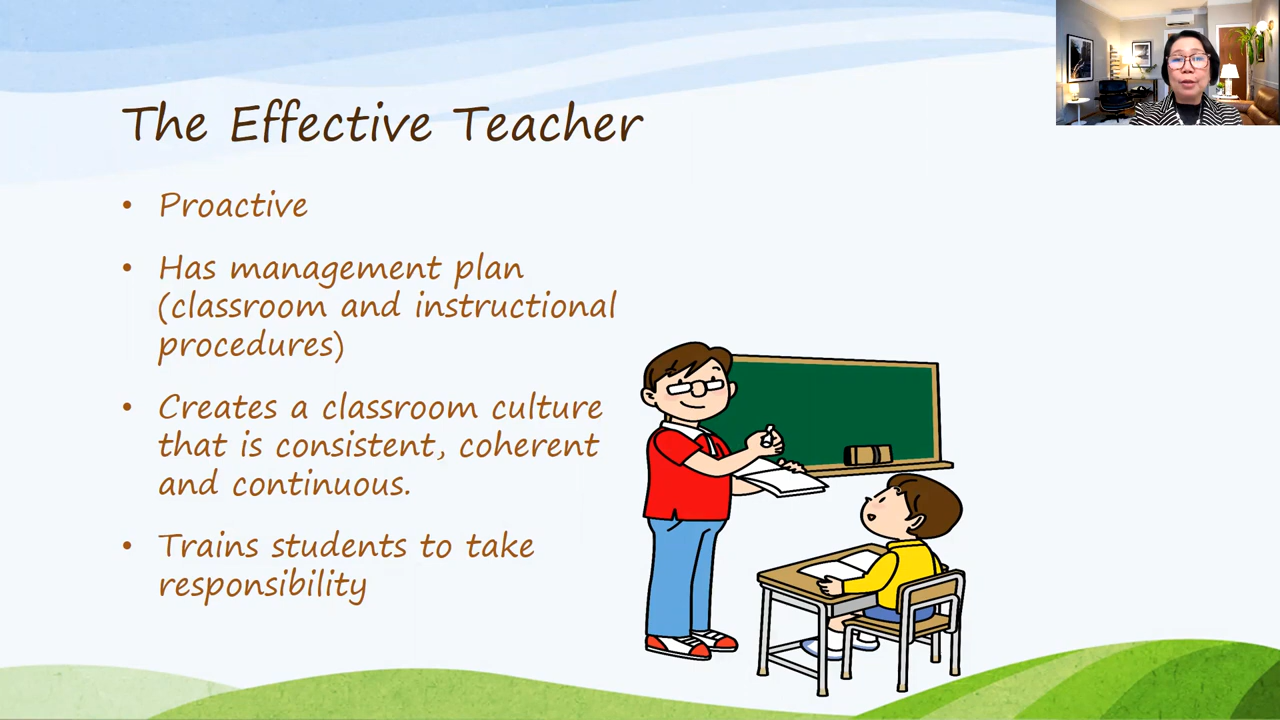 The Effective Teacher
• Proactive
• Has management plan
(classroom and instructional
procedures)
• Creates a classroom culture
that is consistent, coherent
and continuous.
• Trains students to take
responsibility